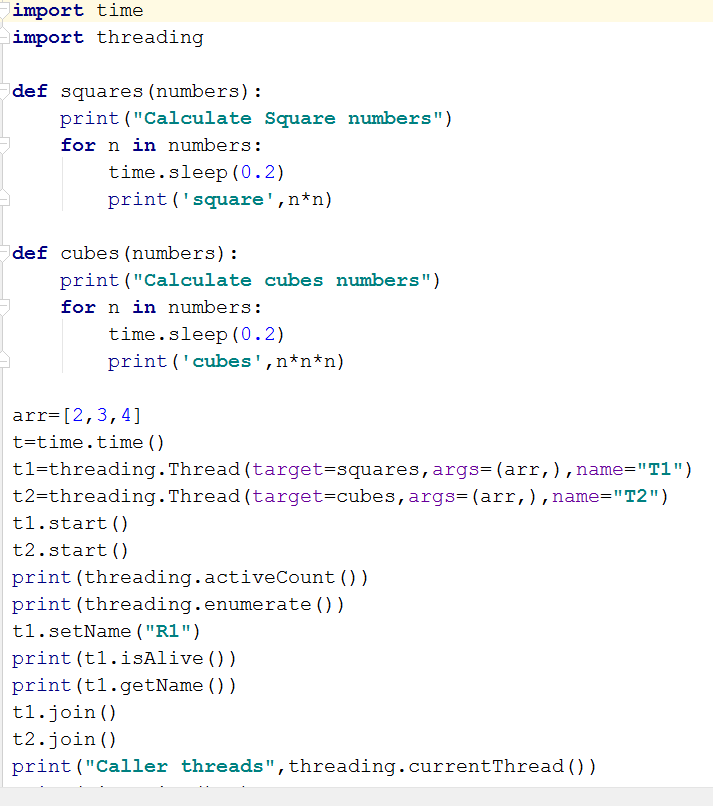 import time
import threading
def squares(numbers):
    print("Calculate Square numbers")
    for n in numbers:
        time.sleep(0.2)
        print('square',n*n)
def cubes(numbers):
    print("Calculate cubes numbers")
    for n in numbers:
        time.sleep(0.2)
        print('cubes',n*n*n)
arr=[2,3,4]
t=time.time()
t1=threading.Thread(target=squares,args=(arr,),name="T1")
t2=threading.Thread(target=cubes,args=(arr,),name="T2")
t1.start()
t2.start()
print(threading.activeCount())
print(threading.enumerate())
t1.setName("R1")
print(t1.isAlive())
print(t1.getName())
t1.join()
t2.join()
print("Caller threads",threading.currentThread())